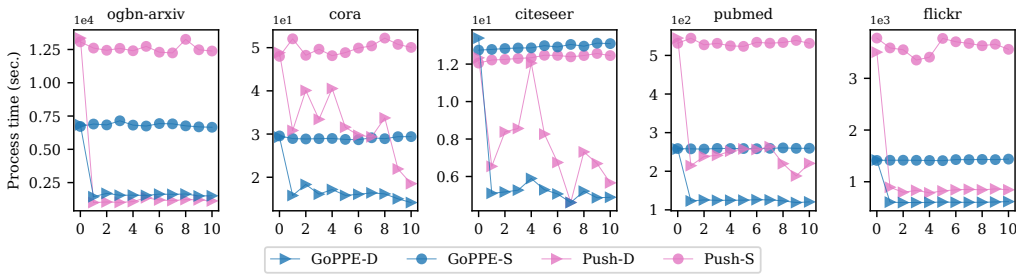 ogbn-arxiv cora citeseer pubmed flickr
1e4 1e1 1e1 1e2 1e3
Process time (sec.)
1.25
1.00
0.75
0.50
0.25
0 2 4 6 8 10
5
4
3
2
0 2 4 6 8 10
1.2
1.0
0.8
0.6
0 2 4 6 8 10
5
4
3
2
1
0 2 4 6 8 10
3
2
1
0 2 4 6 8 10
GoPPE-D GoPPE-S Push-D Push-S